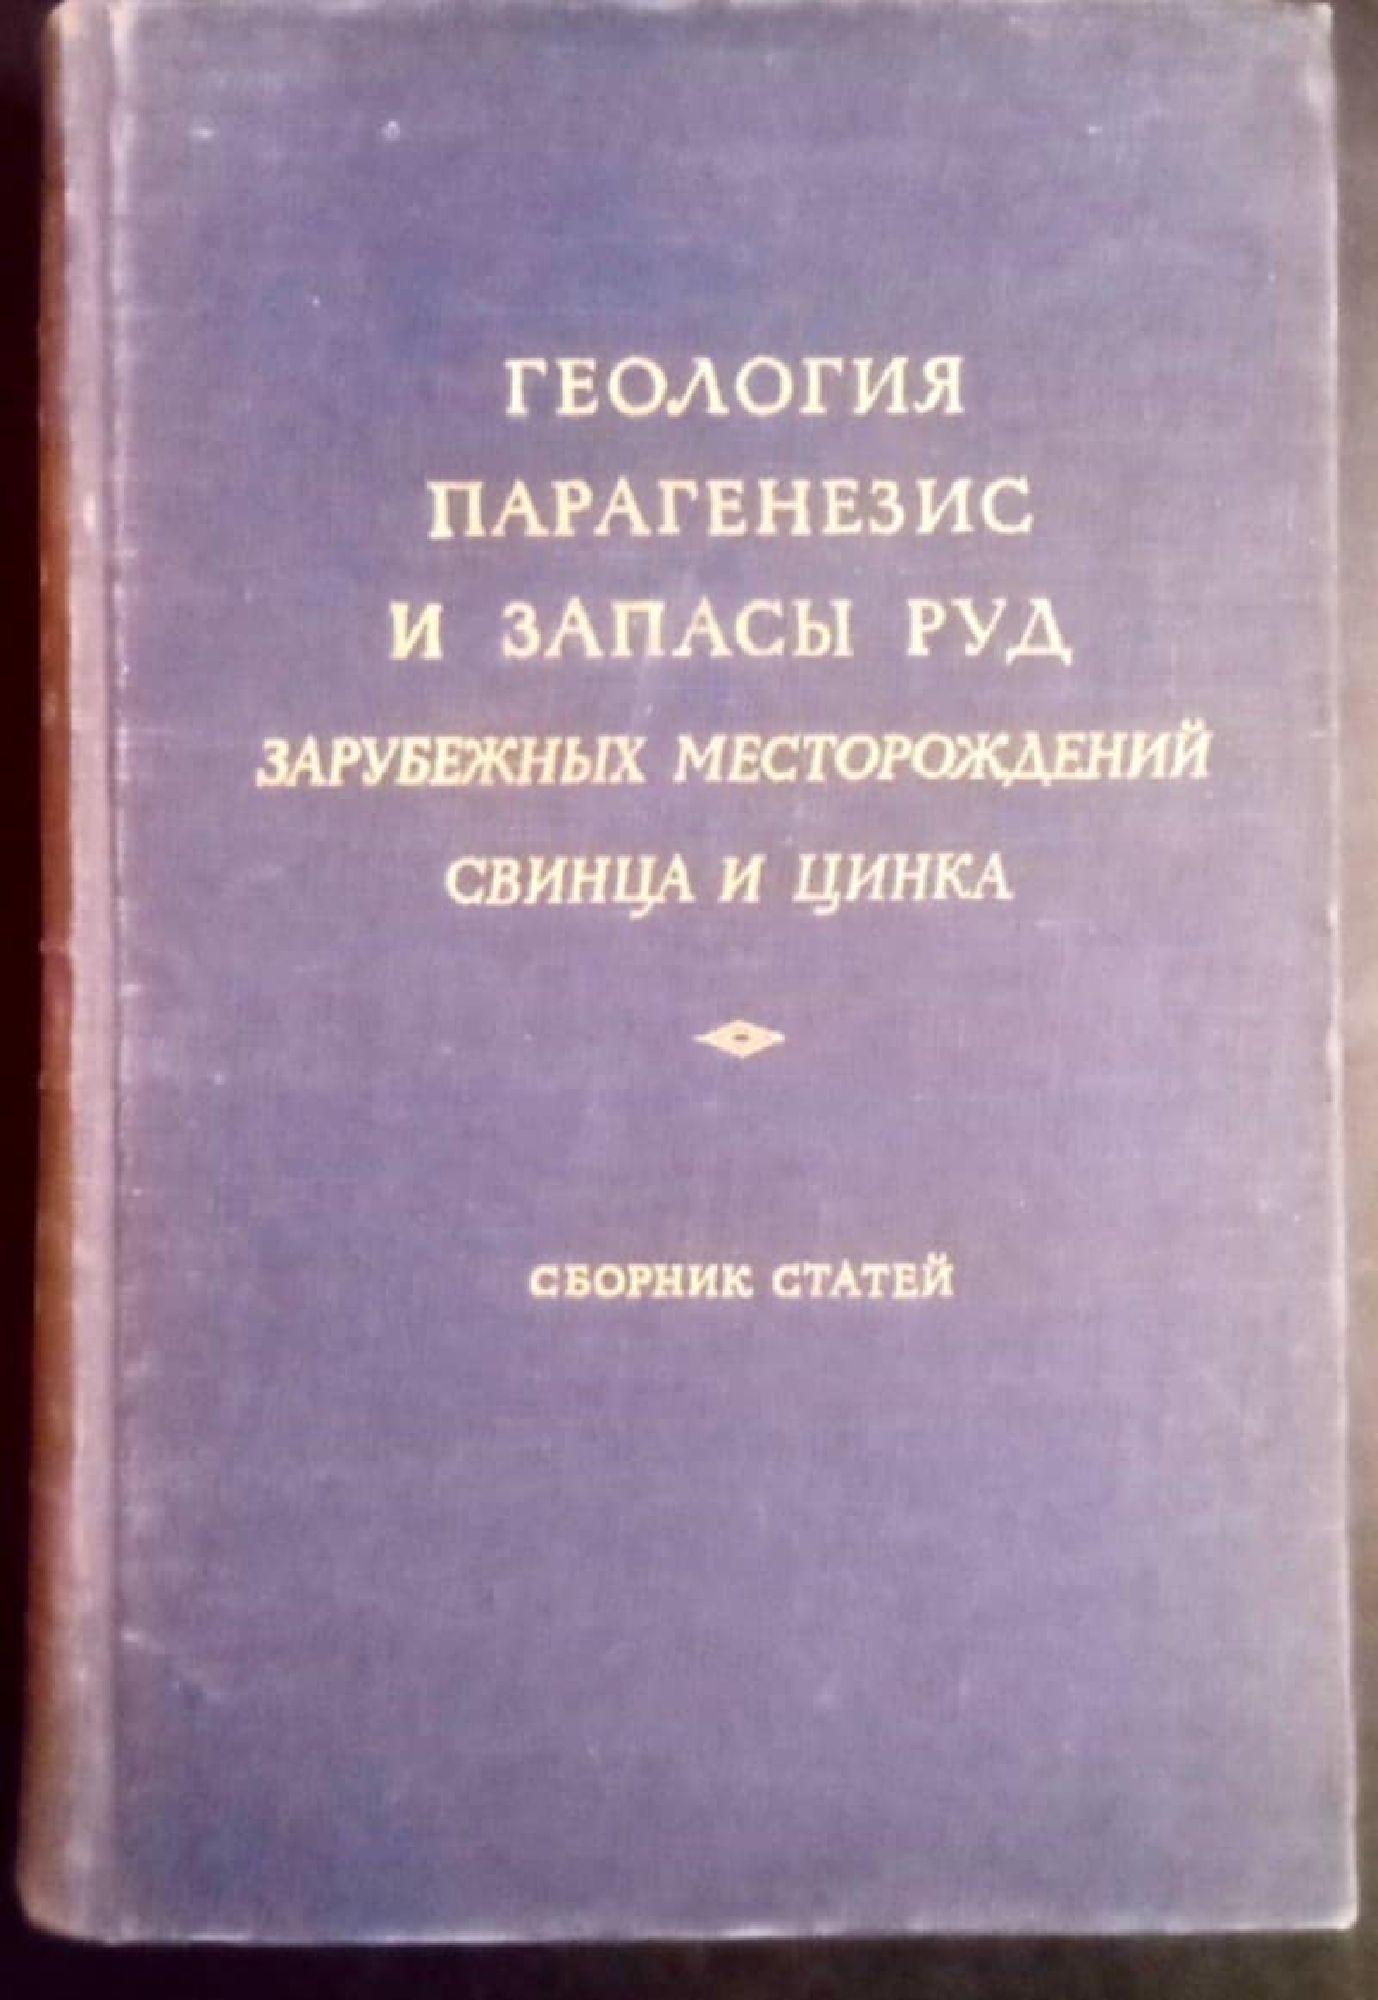 ГЕОЛОГИЯ
ПАРАГЕНЕЗИС
И ЗАПАСЫ РУД
ЗАРУБЕЖНЫХ МЕСТОРОЖДЕНИЙ
СВИНЦА И ЦИНКА
СБОРНИК СТАТЕЙ